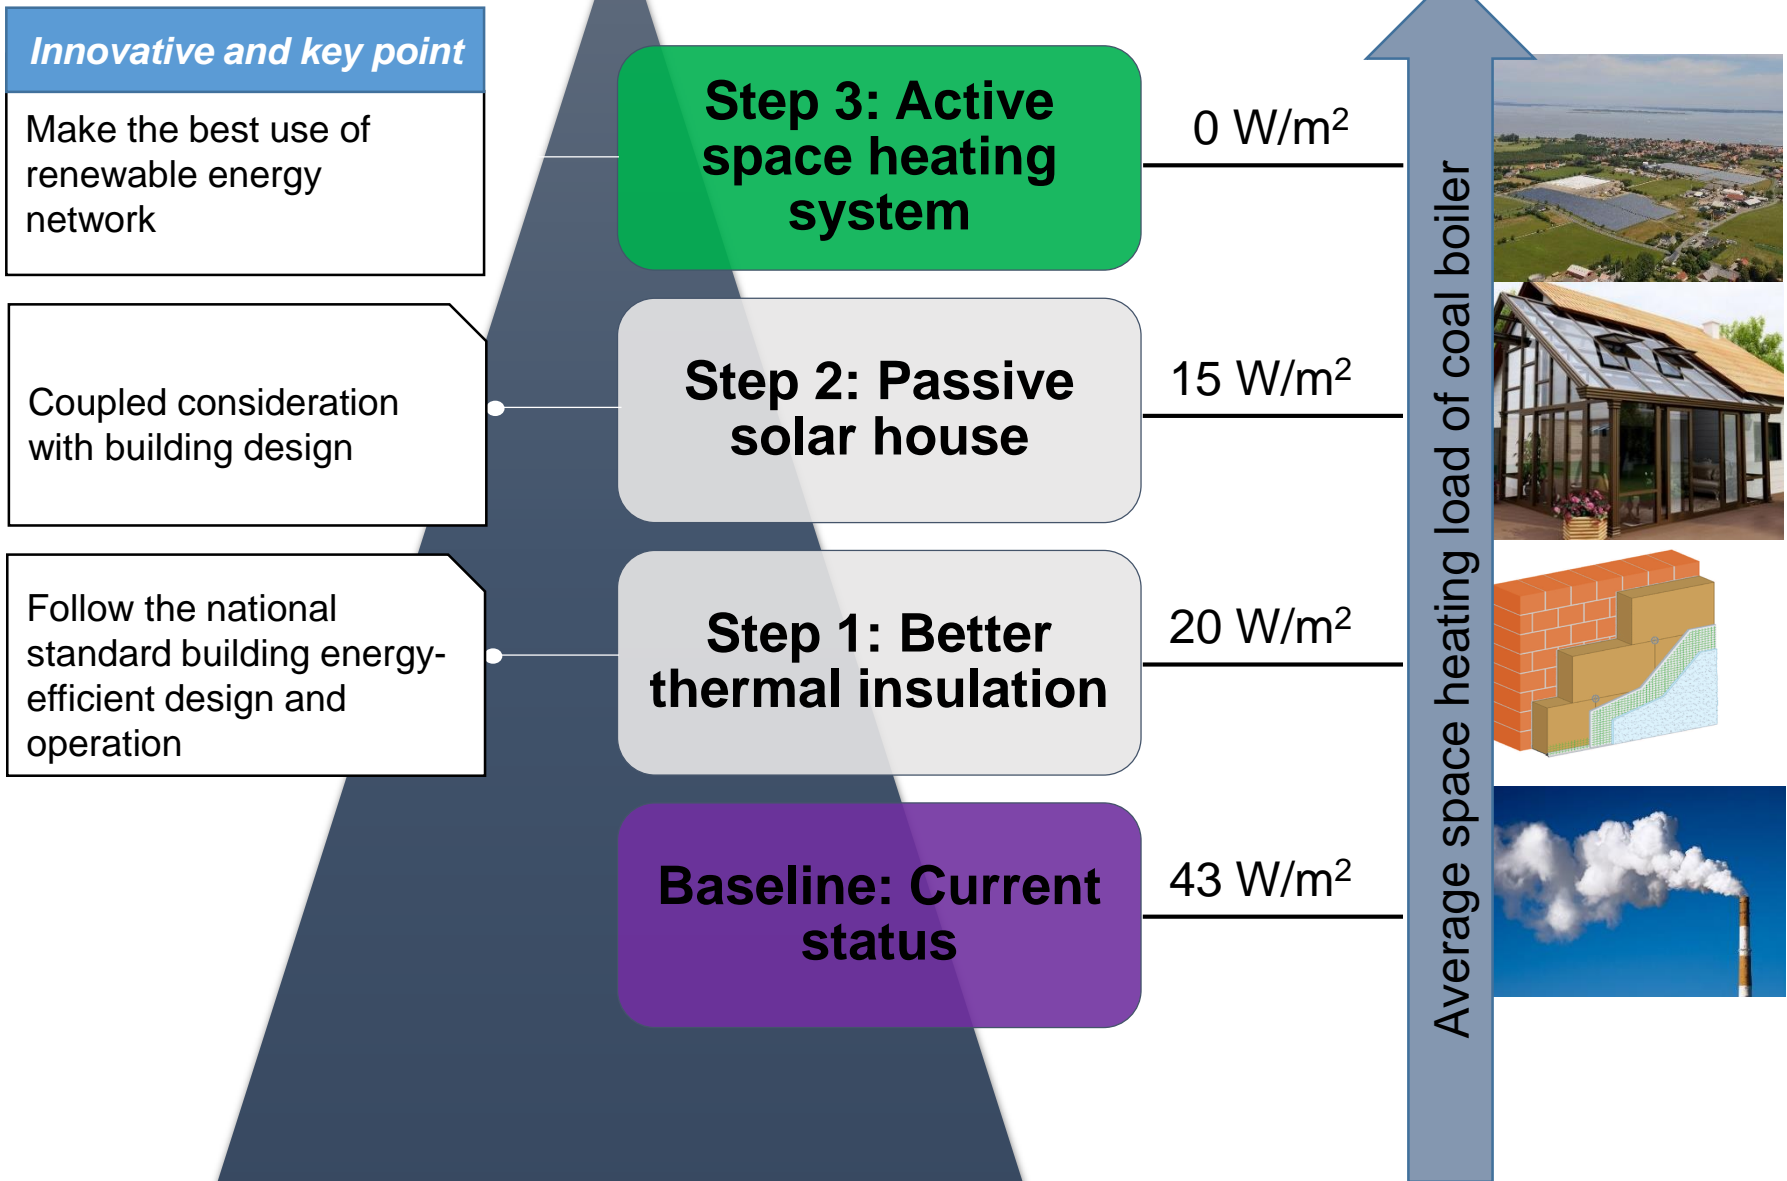 Innovative and key point
Make the best use of
renewable energy
network
Step 3: Active
space heating
system
0 W/m²
Coupled consideration
with building design
Step 2: Passive
solar house
15 W/m²
Follow the national
standard building energy-
efficient design and
operation
Step 1: Better
thermal insulation
20 W/m²
Baseline: Current
status
43 W/m²
Average space heating load of coal boiler